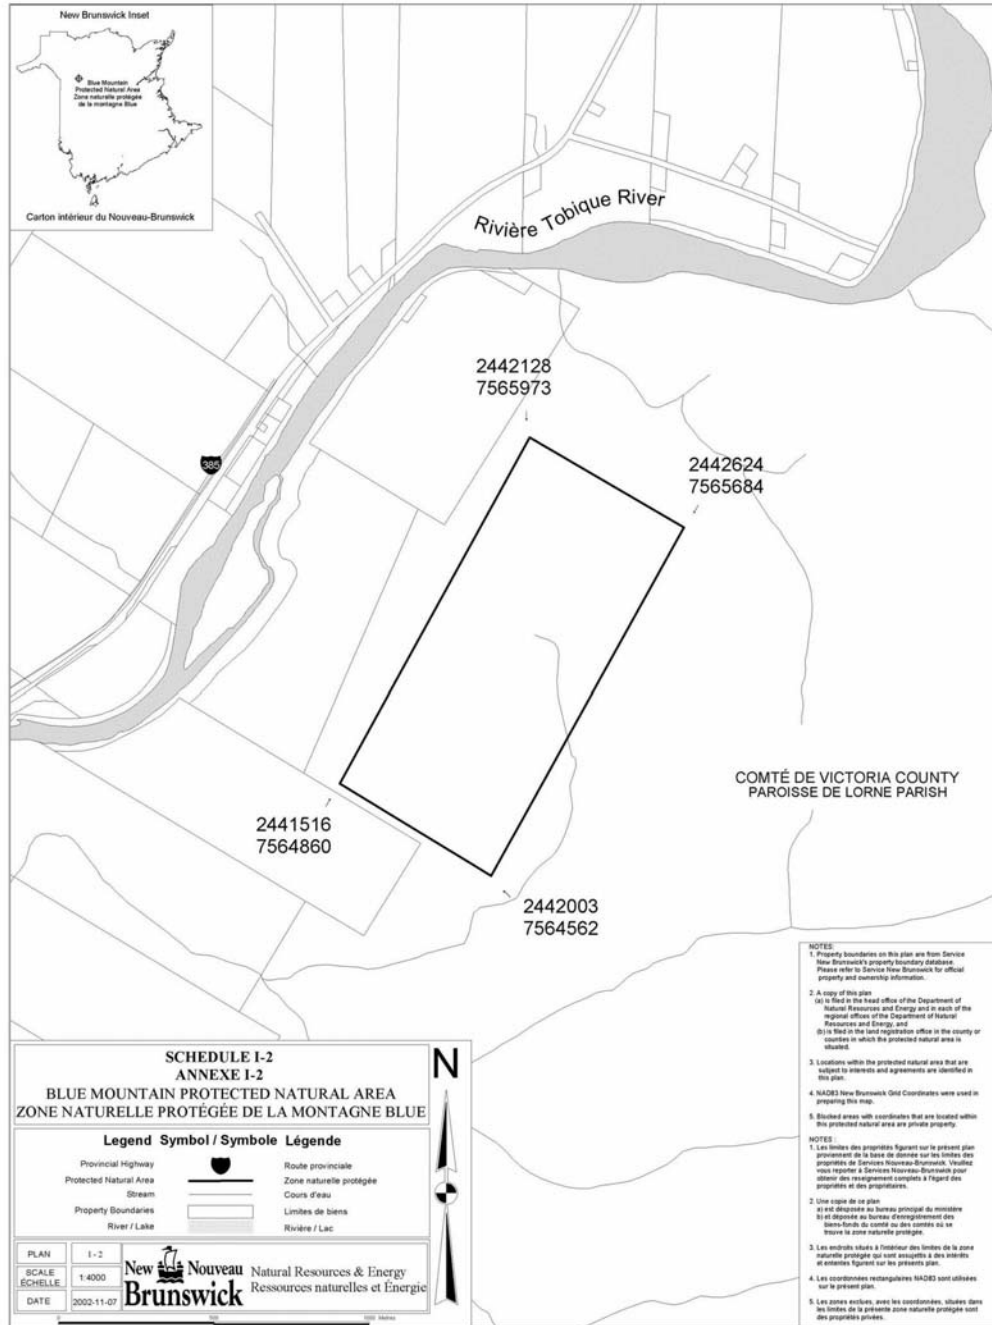 New Brunswick Inset
Blue Mountain
Protected Natural Area
Zone naturelle protégée
de la montagne Blue
Carton intérieur du Nouveau-Brunswick
Rivière Tobique River
2442128
7565973
2442624
7565684
385
COMTÉ DE VICTORIA COUNTY
PAROISSE DE LORNE PARISH
2441516
7564860
2442003
7564562
NOTES:
1. Property boundaries on this plan are from Service
New Brunswick's property boundary database.
Please refer to Service New Brunswick for official
property and ownership information.
2. A copy of this plan
(a) is filed in the head office of the Department of
Natural Resources and Energy and in each of the
regional offices of the Department of Natural
Resources and Energy, and
(b) is filed in the land registration office in the county or
counties in which the protected natural area is
situated.
3. Locations within the protected natural area that are
subject to interests and agreements are identified in
this plan.
4. NAD83 New Brunswick Grid Coordinates were used in
preparing this map.
5. Blocked areas with coordinates that are located within
this protected natural area are private property.
NOTES :
1. Les limites des propriétés figurant sur le présent plan
proviennent de la base de donnée sur les limites des
propriétés de Services Nouveau-Brunswick. Veuillez
vous reporter à Services Nouveau-Brunswick pour
obtenir des reseignement complets à l'égard des
propriétés et des propriétaires.
2. Une copie de ce plan
a) est désposée au bureau principal du ministère
b) et déposée au bureau d'enregistrement des
biens-fonds du comté ou des comtés où se
trouve la zone naturelle protégée.
3. Les endroits situés à l'intérieur des limites de la zone
naturelle protégée qui sont assujettis à des intérêts
et ententes figurent sur les présents plan.
4. Les coordonnées rectangulaires NAD83 sont utilisées
sur le présent plan.
5. Les zones exclues, avec les coordonnées, situées dans
les limites de la présente zone naturelle protégée sont
des propriétés privées.
SCHEDULE I-2
ANNEXE I-2
BLUE MOUNTAIN PROTECTED NATURAL AREA
ZONE NATURELLE PROTÉGÉE DE LA MONTAGNE BLUE
N
Legend Symbol / Symbole Légende
Provincial Highway Route provinciale
Protected Natural Area Zone naturelle protégée
Stream Cours d'eau
Property Boundaries Limites de biens
River / Lake Rivière / Lac
PLAN I - 2
SCALE ÉCHELLE 1:4000
DATE 2002-11-07
New Nouveau
Brunswick
Natural Resources & Energy
Ressources naturelles et Énergie
0 500 1000 Metres